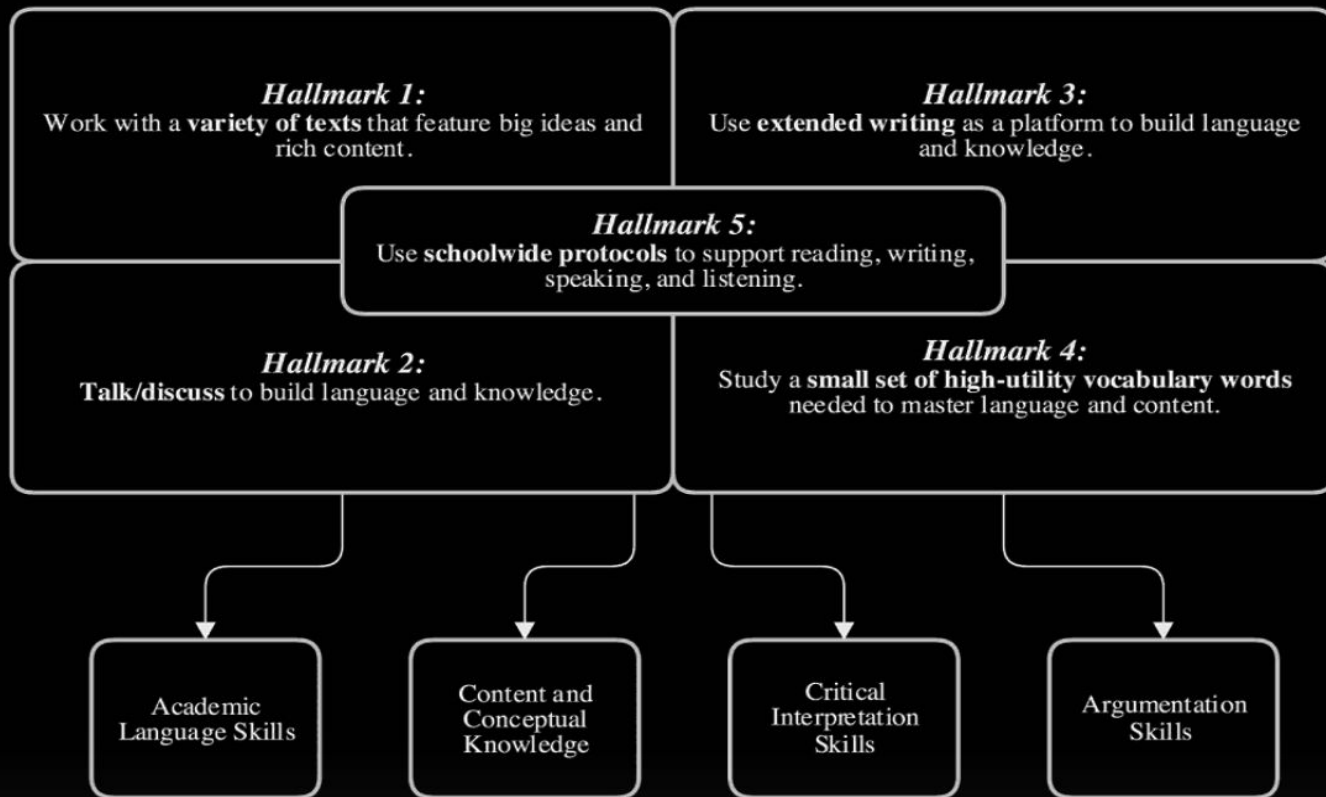 Hallmark 1:
Work with a variety of texts that feature big ideas and
rich content.
Hallmark 3:
Use extended writing as a platform to build language
and knowledge.
Hallmark 5:
Use schoolwide protocols to support reading, writing,
speaking, and listening.
Hallmark 2:
Talk/discuss to build language and knowledge.
Hallmark 4:
Study a small set of high-utility vocabulary words
needed to master language and content.
Academic
Language Skills
Content and
Conceptual
Knowledge
Critical
Interpretation
Skills
Argumentation
Skills